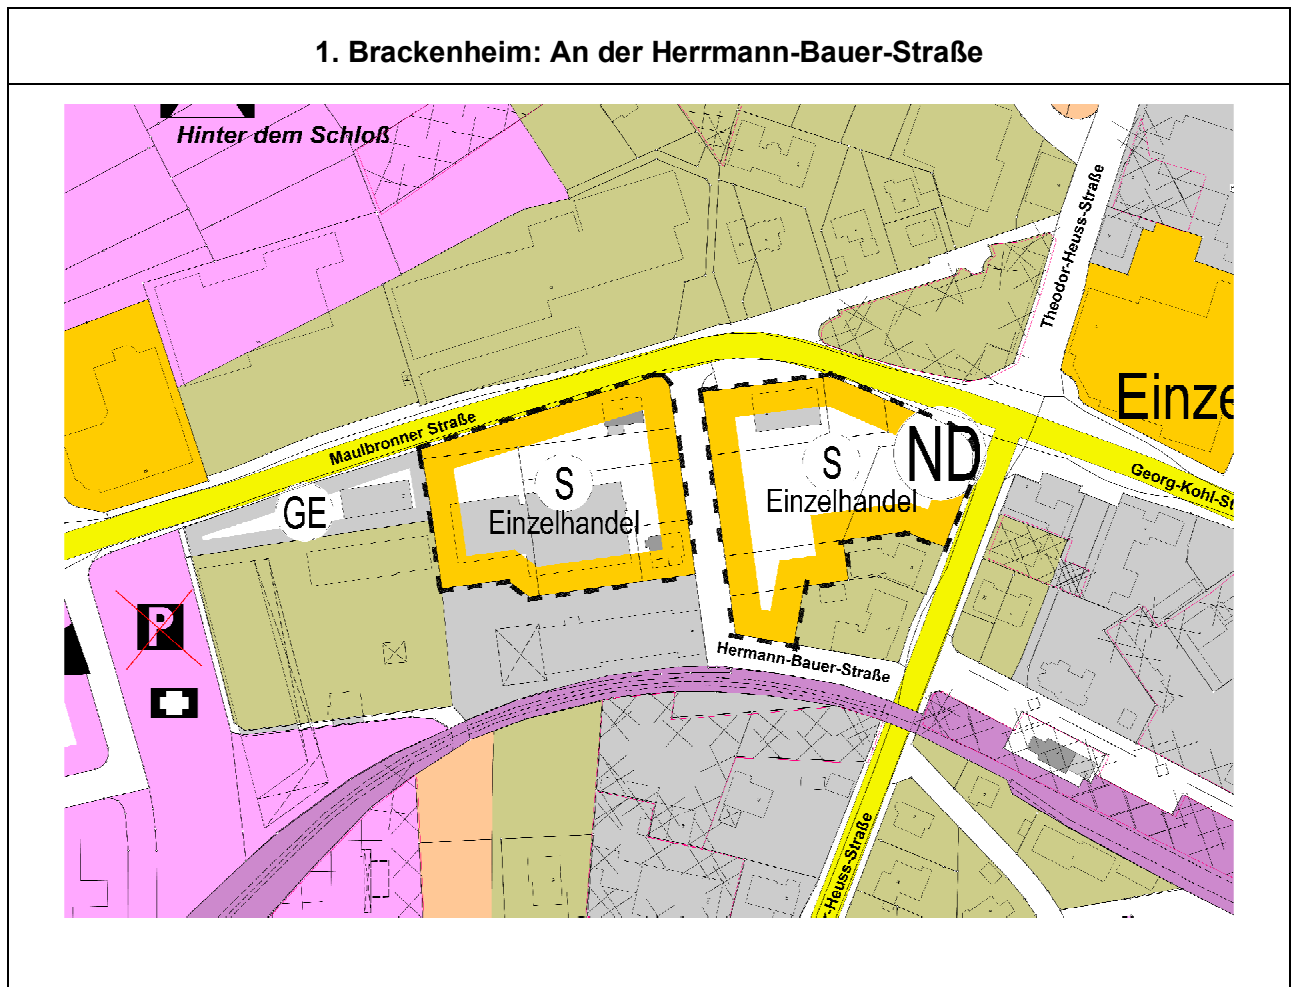 1. Brackenheim: An der Herrmann-Bauer-Straße
Hinter dem Schloß
Theodor-Heuss-Straße
Einze
Maulbronner Straße
ND
S
Einzelhandel
S
Einzelhandel
Georg-Kohl-St
GE
P
Hermann-Bauer-Straße
r-Heuss-Straße